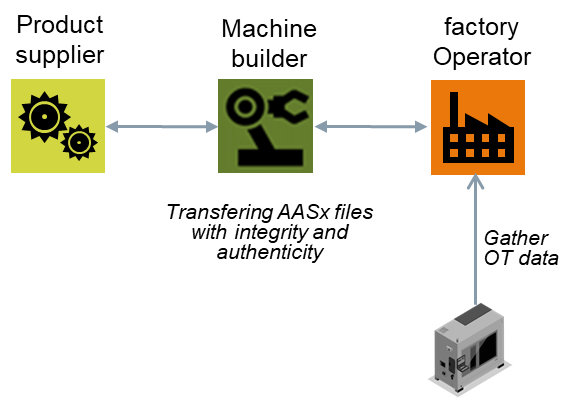 Product
supplier
Machine
builder
factory
Operator
Transfering AASx files
with integrity and
authenticity
Gather
OT data